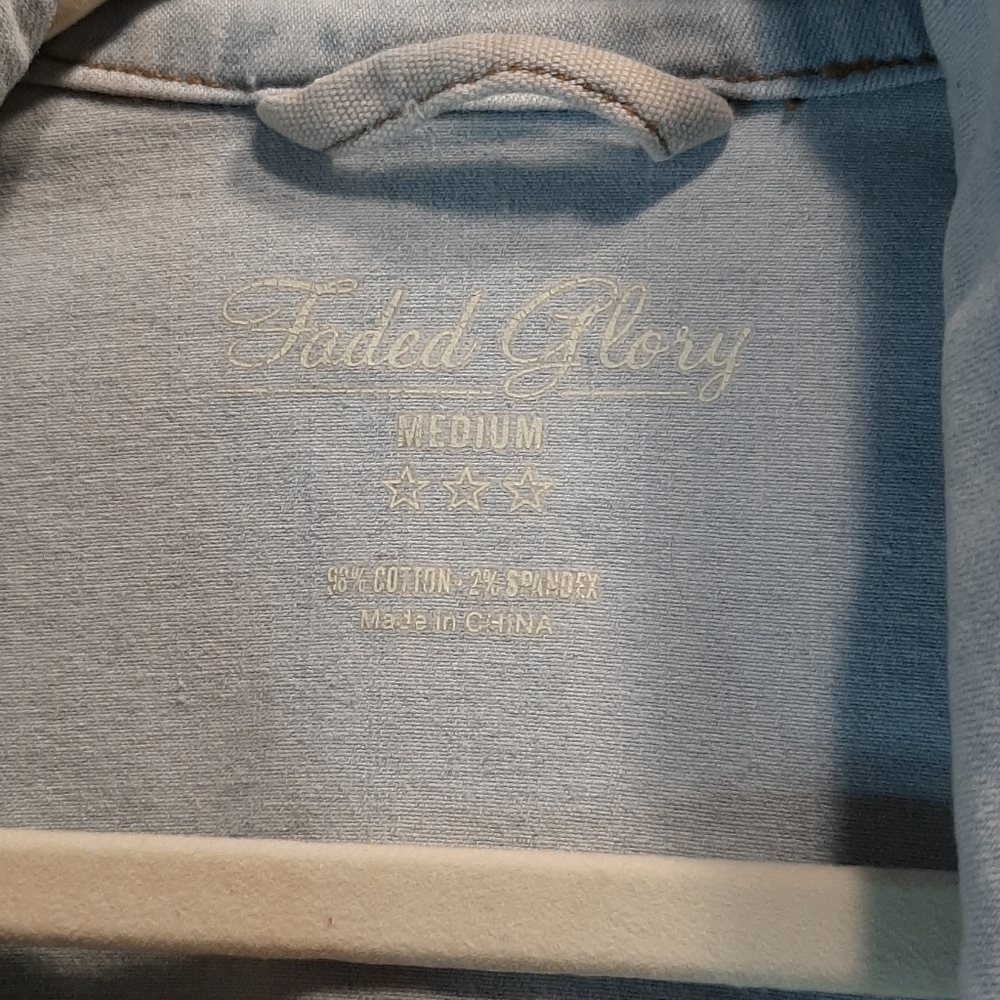 Faded Glory
MEDIUM
98% COTTON · 2% SPANDEX
Made in CHINA